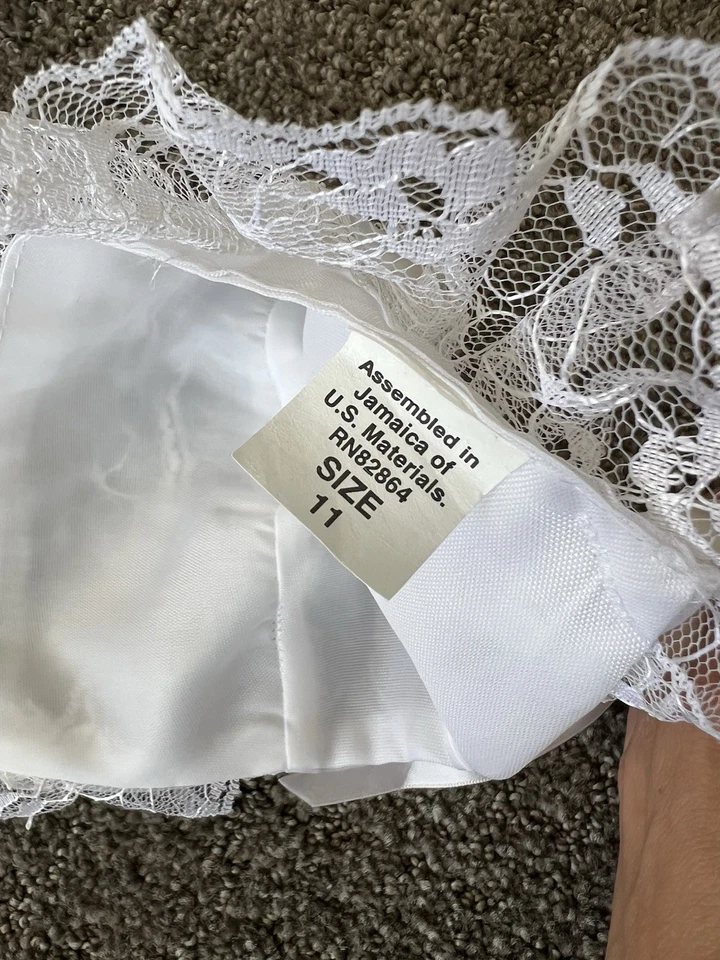 Assembled in
Jamaica of
U.S. Materials.
RN82864
SIZE
11